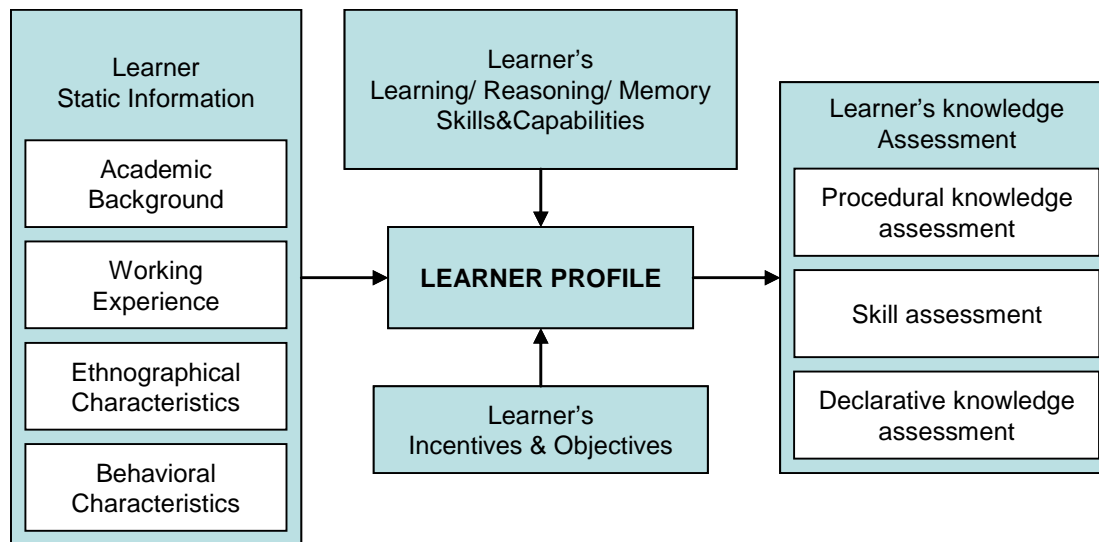 Learner
Static Information
Academic
Background
Working
Experience
Ethnographical
Characteristics
Behavioral
Characteristics
Learner’s
Learning/ Reasoning/ Memory
Skills&Capabilities
LEARNER PROFILE
Learner’s
Incentives & Objectives
Learner’s knowledge
Assessment
Procedural knowledge
assessment
Skill assessment
Declarative knowledge
assessment